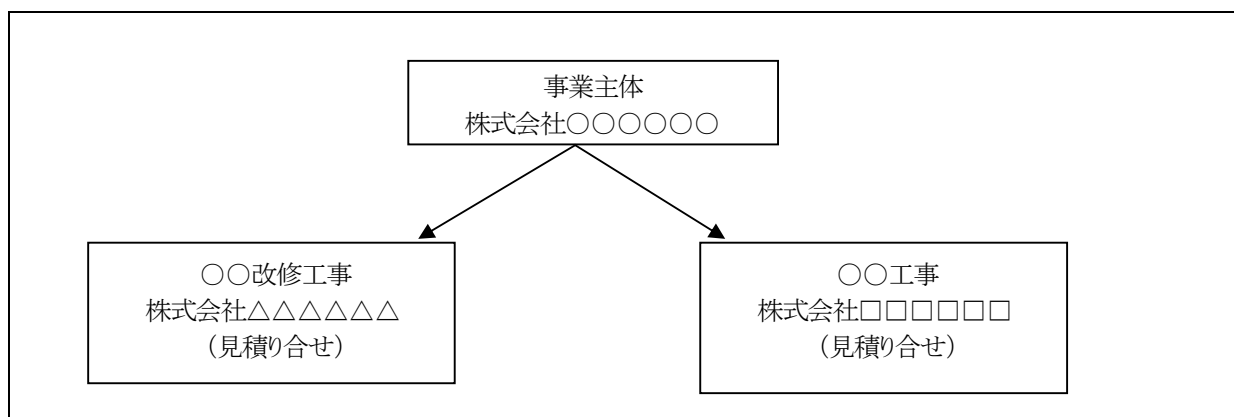 事業主体
株式会社○○○○○○
○○改修工事
株式会社△△△△△△
（見積り合せ）
○○工事
株式会社□□□□□□
（見積り合せ）